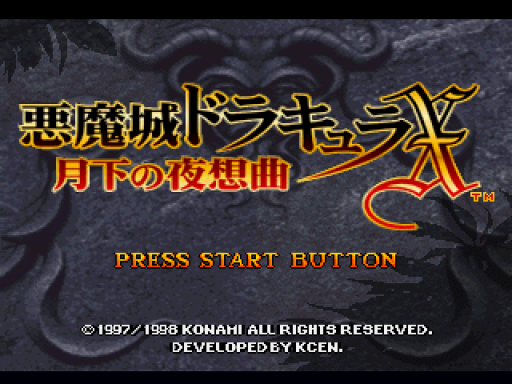 悪魔城ドラキュラX
月下の夜想曲
TM
PRESS START BUTTON
©1997/1998 KONAMI ALL RIGHTS RESERVED.
DEVELOPED BY KCEN.